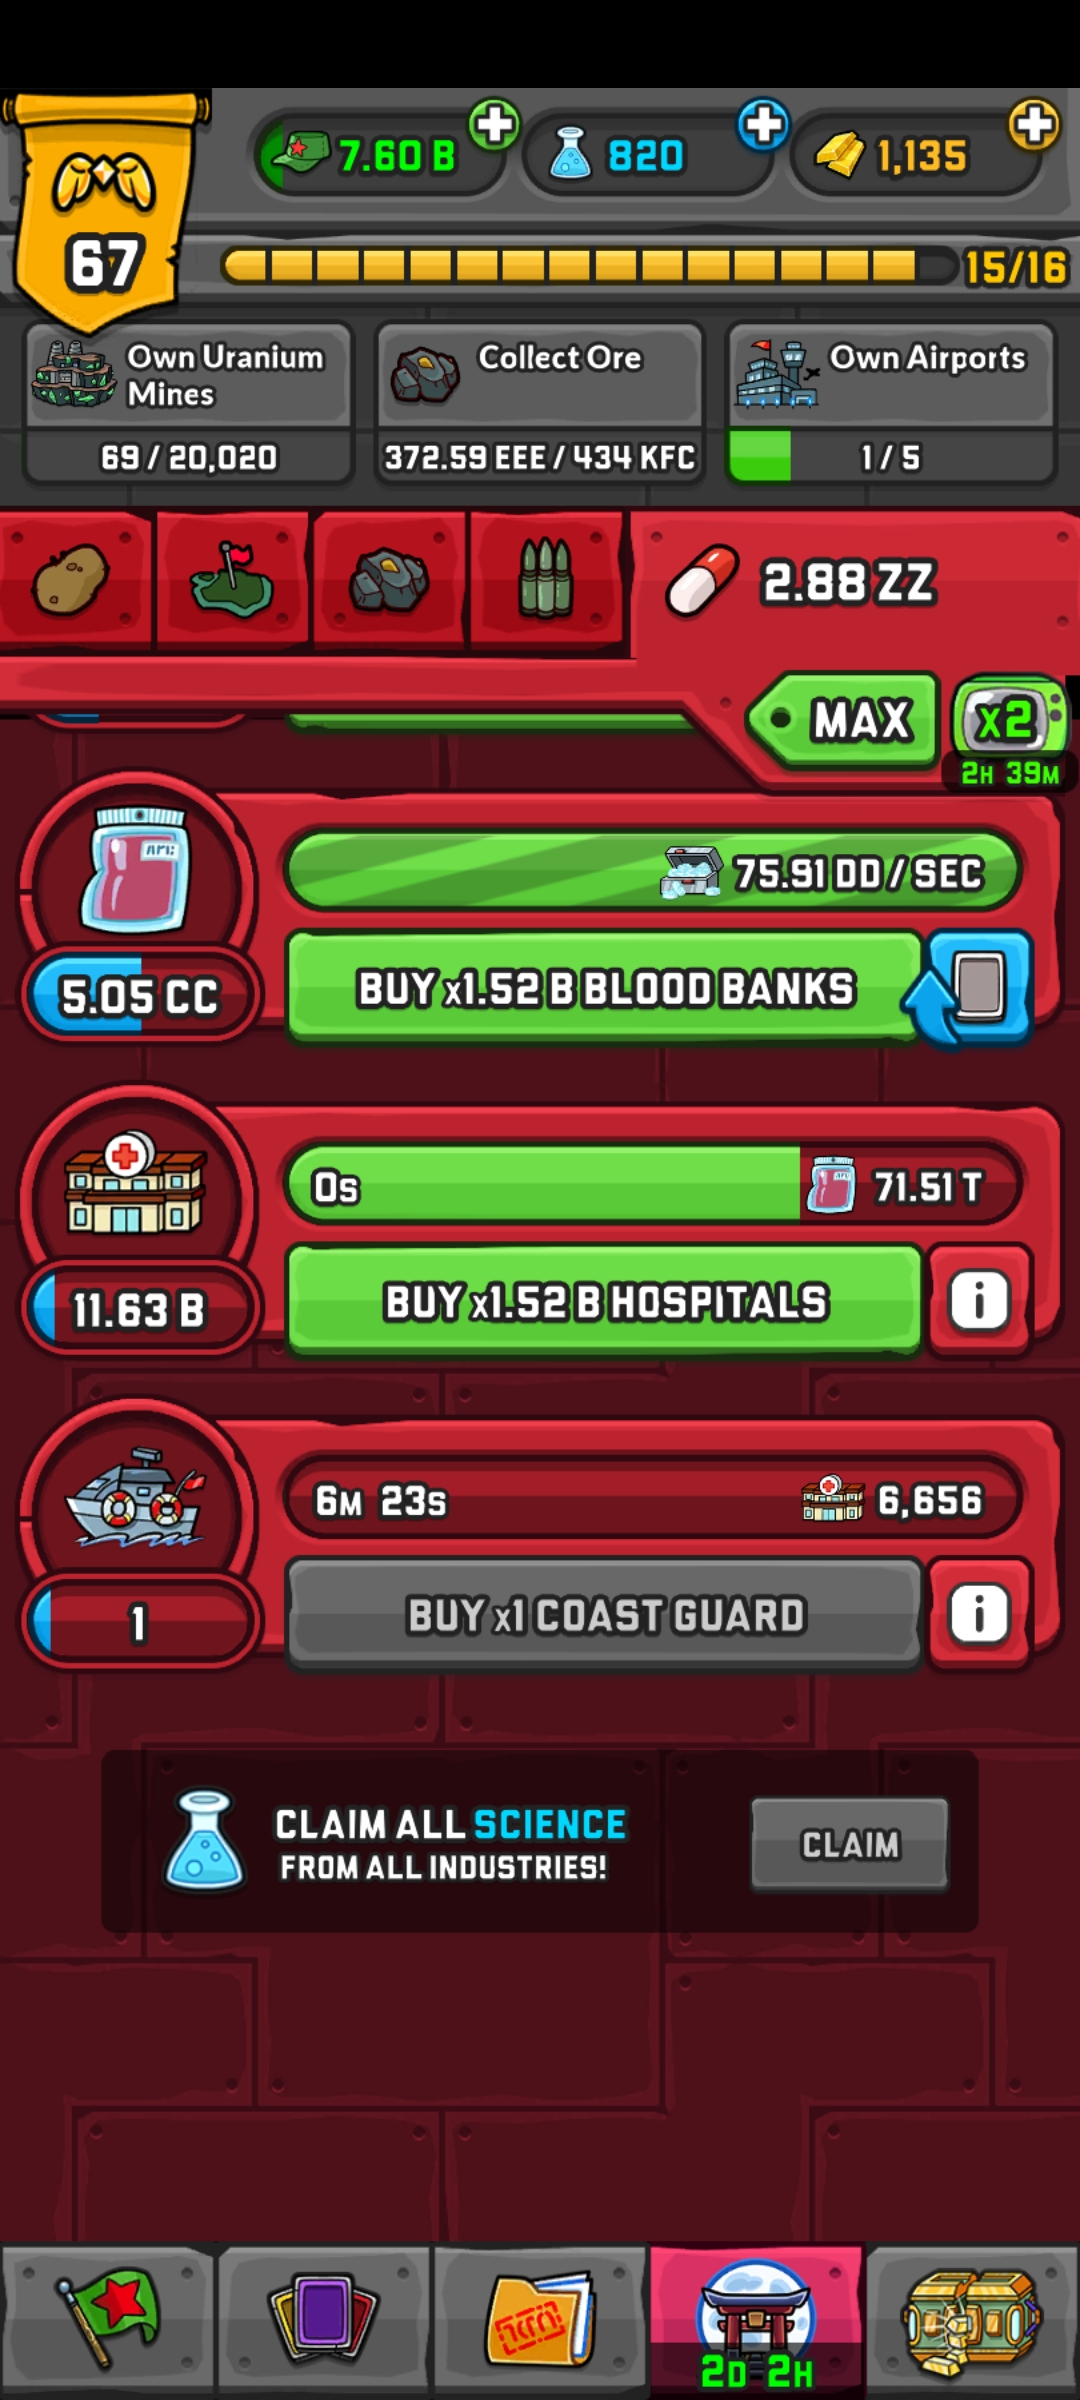 7.60 B
820
1,135
67
15/16
Own Uranium
Mines
69 / 20,020
Collect Ore
372.59 EEE / 434 KFC
Own Airports
1 / 5
2.88 ZZ
MAX
x2
2H 39M
75.91 DD / SEC
5.05 CC
BUY x1.52 B BLOOD BANKS
0s
71.51 T
11.63 B
BUY x1.52 B HOSPITALS
i
6M 23s
6,656
1
BUY x1 COAST GUARD
i
CLAIM ALL SCIENCE
FROM ALL INDUSTRIES!
CLAIM
2D 2H